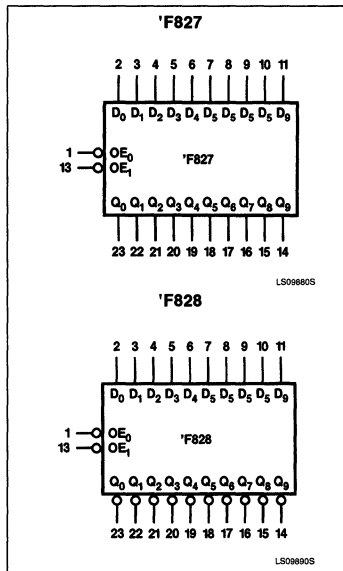 'F827
2 3 4 5 6 7 8 9 10 11
D₀ D₁ D₂ D₃ D₄ D₅ D₅ D₅ D₅ D₉
1 OE₀
'F827
13 OE₁
Q₀ Q₁ Q₂ Q₃ Q₄ Q₅ Q₆ Q₇ Q₈ Q₉
23 22 21 20 19 18 17 16 15 14
LS09880S
'F828
2 3 4 5 6 7 8 9 10 11
D₀ D₁ D₂ D₃ D₄ D₅ D₅ D₅ D₅ D₉
1 OE₀
'F828
13 OE₁
Q₀ Q₁ Q₂ Q₃ Q₄ Q₅ Q₆ Q₇ Q₈ Q₉
23 22 21 20 19 18 17 16 15 14
LS09890S